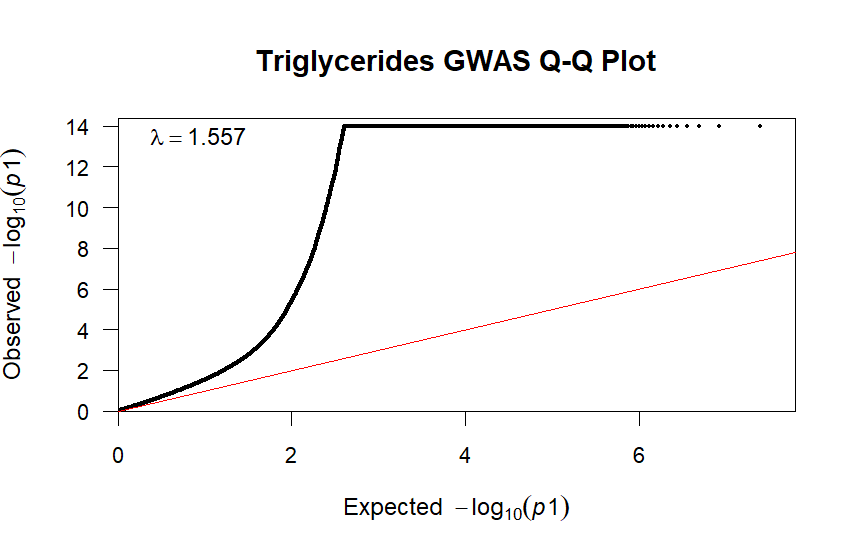 Triglycerides GWAS Q-Q Plot
λ = 1.557
14
12
10
8
6
4
2
0
Observed −log10(p1)
0 2 4 6
Expected −log10(p1)